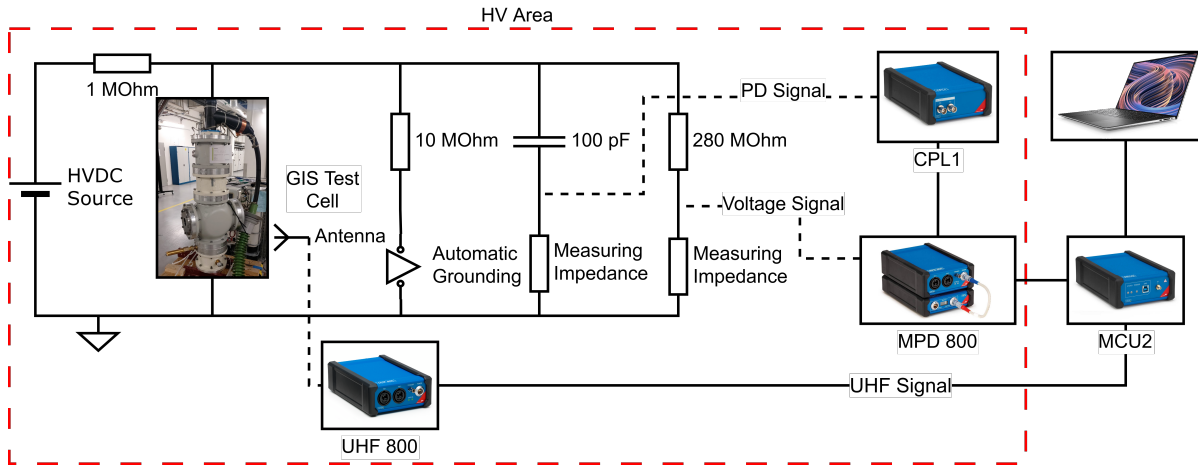 HV Area
1 MOhm
HVDC
Source
GIS Test
Cell
Antenna
10 MOhm
Automatic
Grounding
100 pF
Measuring
Impedance
280 MOhm
Measuring
Impedance
PD Signal
Voltage Signal
CPL1
MPD 800
MCU2
UHF Signal
UHF 800